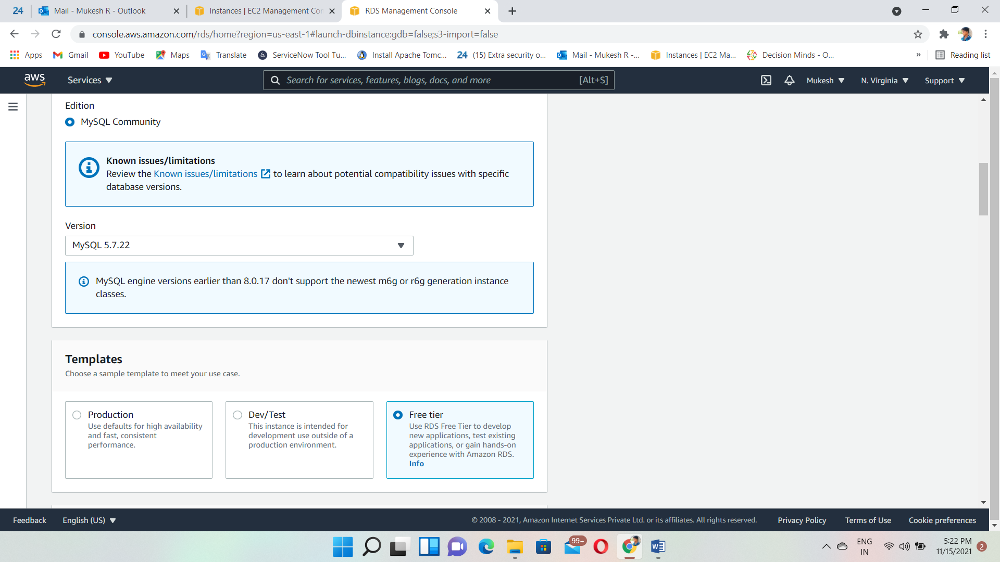 24
Mail - Mukesh R - Outlook
Instances | EC2 Management Con
RDS Management Console
console.aws.amazon.com/rds/home?region=us-east-1#launch-dbinstance:gdb=false;s3-import=false
Apps
Gmail
YouTube
Maps
Translate
ServiceNow Tool Tu...
Install Apache Tomc...
24 (15) Extra security o...
Mail - Mukesh R -...
Instances | EC2 Ma...
Decision Minds - O...
»
Reading list
aws
Services
Search for services, features, blogs, docs, and more
[Alt+S]
Mukesh
N. Virginia
Support
Edition
MySQL Community
Known issues/limitations
Review the Known issues/limitations to learn about potential compatibility issues with specific
database versions.
Version
MySQL 5.7.22
MySQL engine versions earlier than 8.0.17 don't support the newest m6g or r6g generation instance
classes.
Templates
Choose a sample template to meet your use case.
Production
Use defaults for high availability
and fast, consistent
performance.
Dev/Test
This instance is intended for
development use outside of a
production environment.
Free tier
Use RDS Free Tier to develop
new applications, test existing
applications, or gain hands-on
experience with Amazon RDS.
Info
Feedback
English (US)
© 2008 - 2021, Amazon Internet Services Private Ltd. or its affiliates. All rights reserved.
Privacy Policy
Terms of Use
Cookie preferences
99+
ENG
IN
5:22 PM
11/15/2021
2